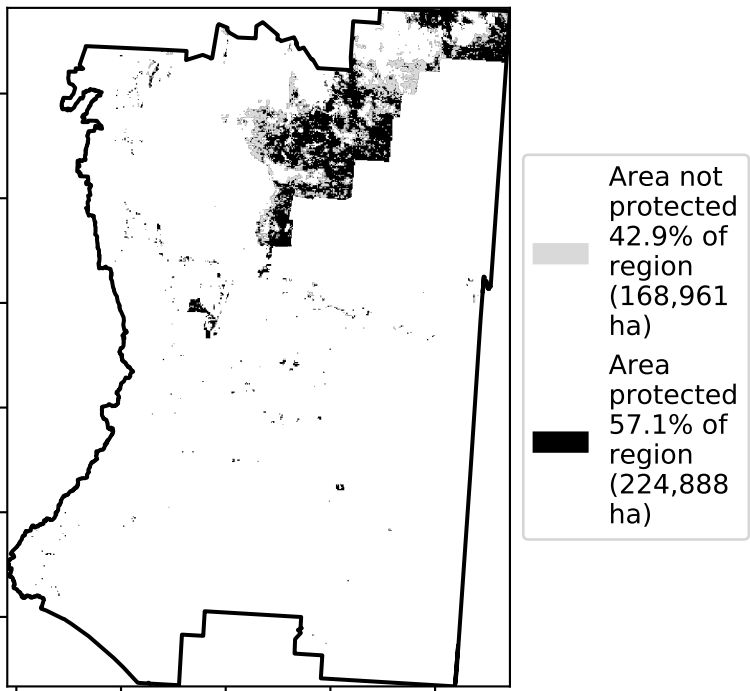 Area not
protected
42.9% of
region
(168,961
ha)
Area
protected
57.1% of
region
(224,888
ha)